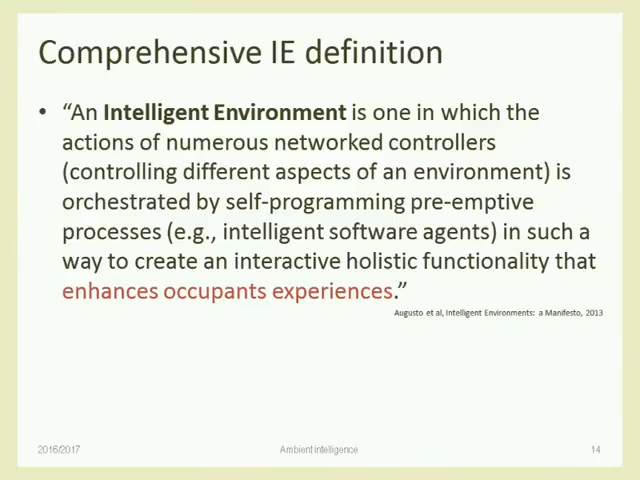 Comprehensive IE definition
• “An Intelligent Environment is one in which the
actions of numerous networked controllers
(controlling different aspects of an environment) is
orchestrated by self-programming pre-emptive
processes (e.g., intelligent software agents) in such a
way to create an interactive holistic functionality that
enhances occupants experiences.”
Augusto et al, Intelligent Environments: a Manifesto, 2013
2016/2017 Ambient intelligence 14